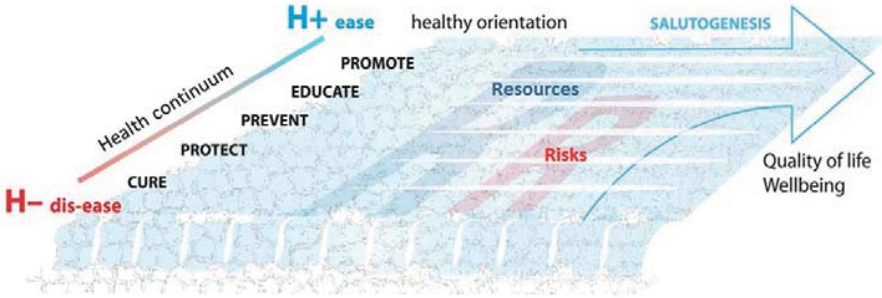 H+ ease healthy orientation
SALUTOGENESIS
PROMOTE
Health continuum
EDUCATE
Resources
PREVENT
PROTECT
Risks
CURE
Quality of life
Wellbeing
H– dis-ease